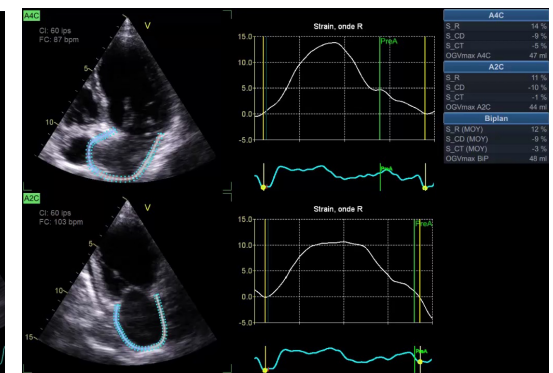 A4C
CI: 60 ips
FC: 87 bpm
V
5
10
Strain, onde R
15.0
10.0
5.0
0.0
-5.0
PreA
PreA
A2C
CI: 60 ips
FC: 103 bpm
V
5
10
15
Strain, onde R
15.0
10.0
5.0
0.0
5.0
PreA
PreA
A4C
S_R 14 %
S_CD -9 %
S_CT -5 %
OGVmax A4C 47 ml
A2C
S_R 11 %
S_CD -10 %
S_CT -1 %
OGVmax A2C 44 ml
Biplan
S_R (MOY) 12 %
S_CD (MOY) -9 %
S_CT (MOY) -3 %
OGVmax BiP 48 ml